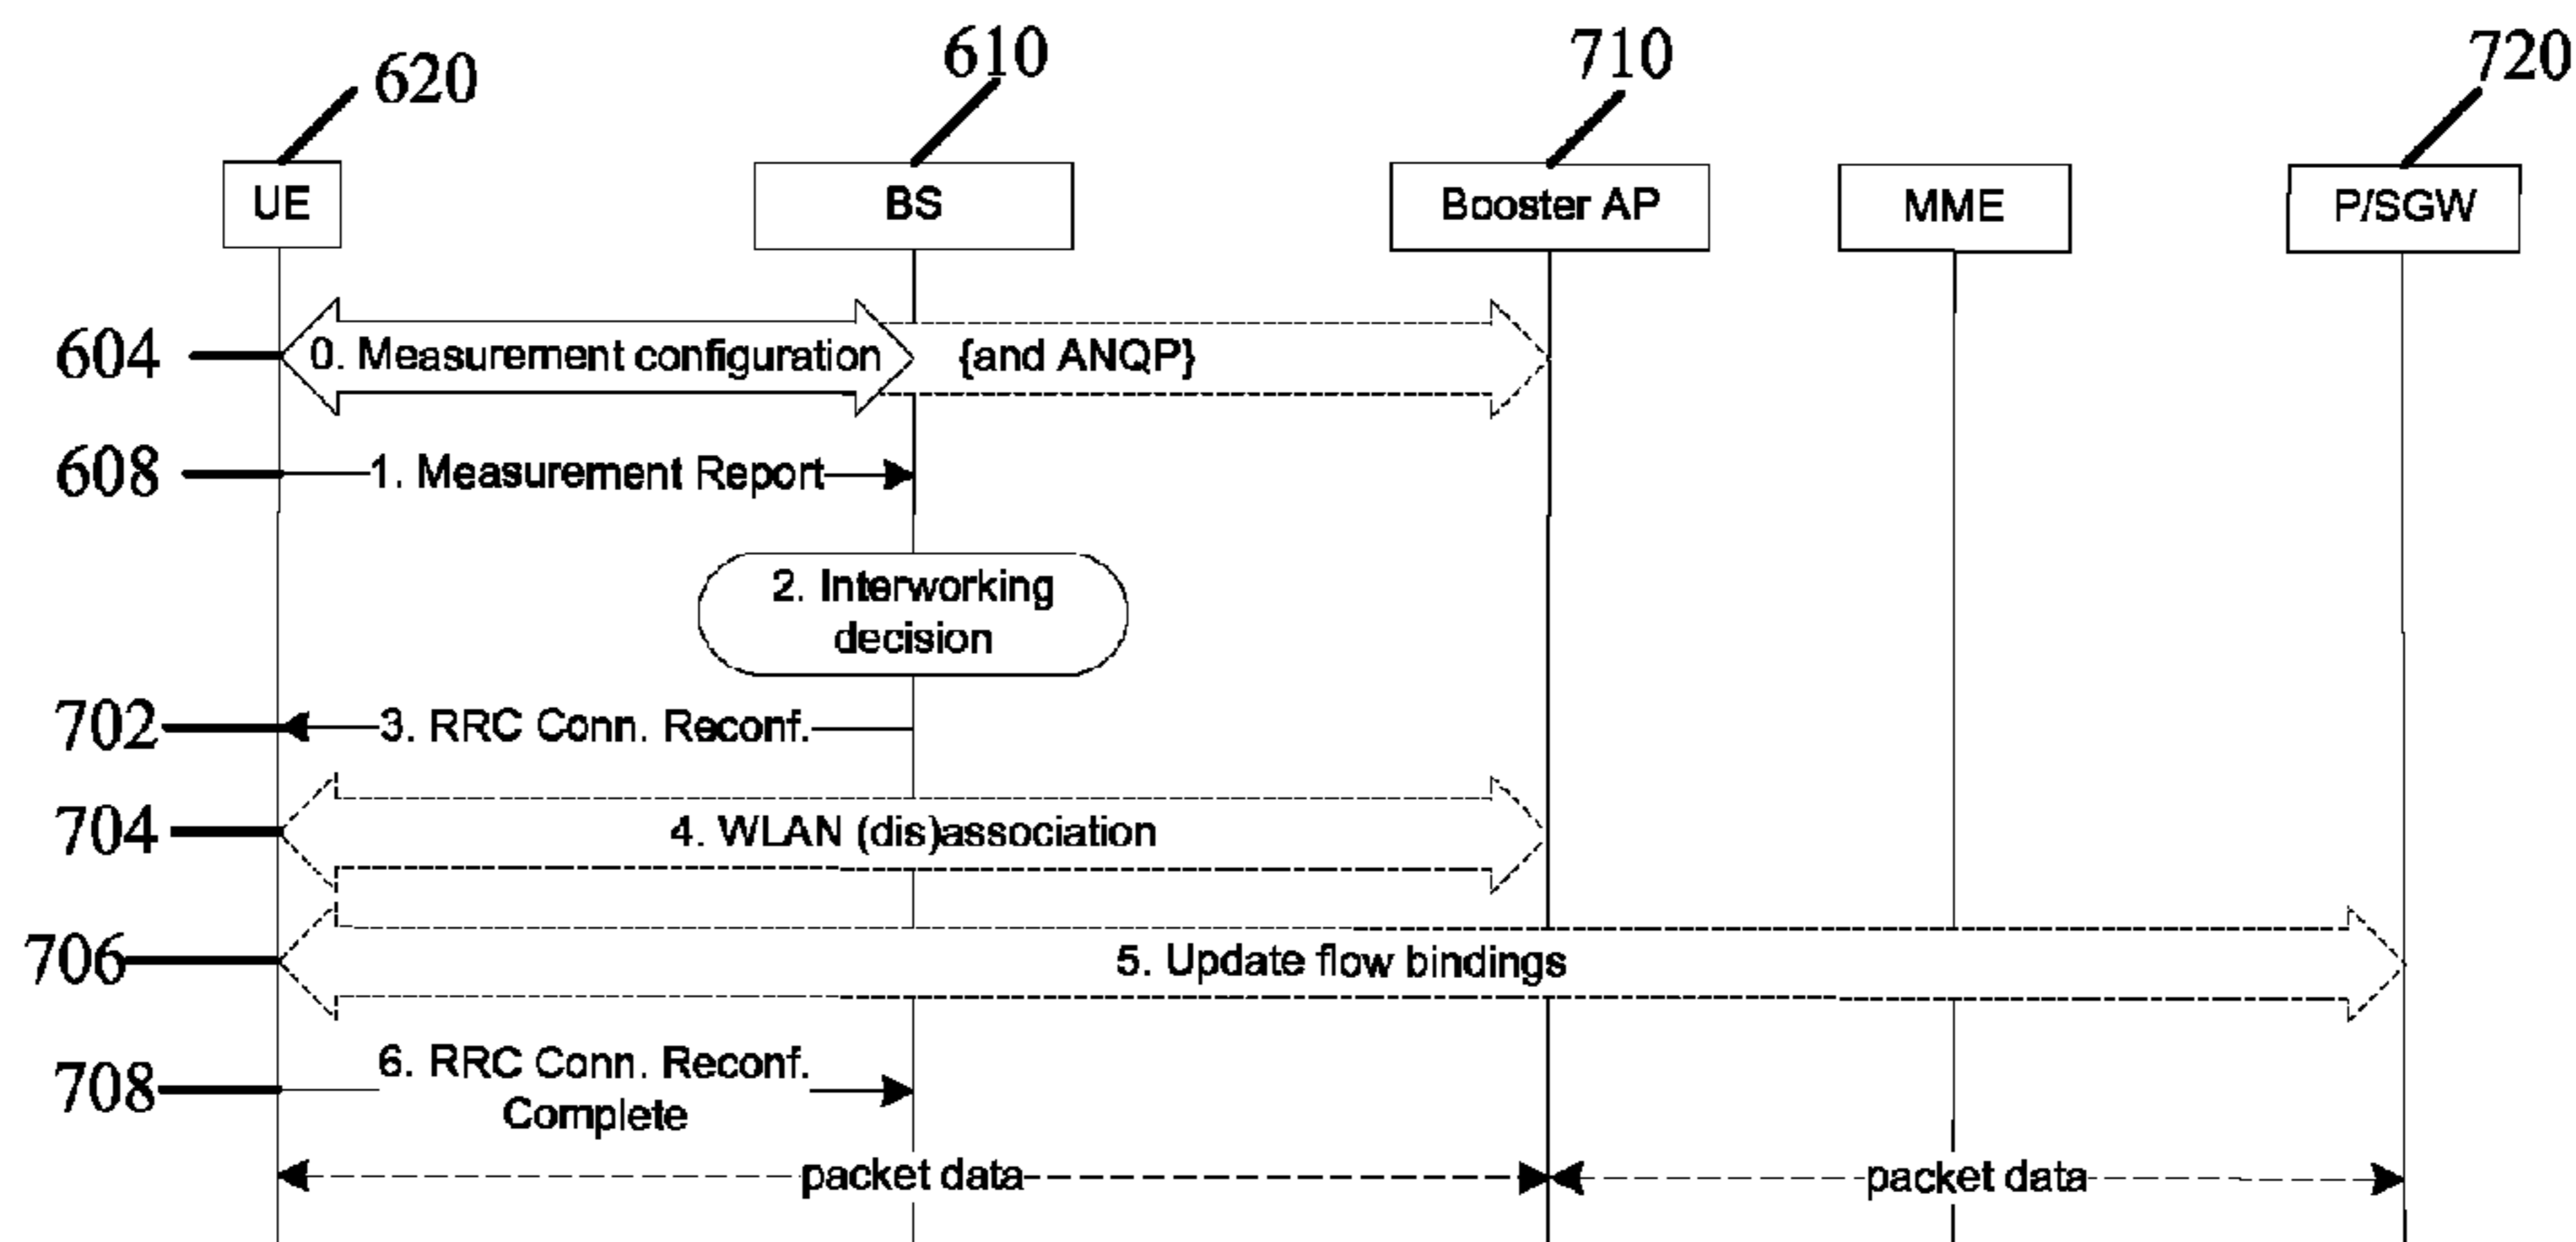 620
610
710
720
UE
BS
Booster AP
MME
P/SGW
604
0. Measurement configuration
{and ANQP}
608
1. Measurement Report
2. Interworking
decision
702
3. RRC Conn. Reconf.
704
4. WLAN (dis)association
706
5. Update flow bindings
708
6. RRC Conn. Reconf.
Complete
packet data
packet data